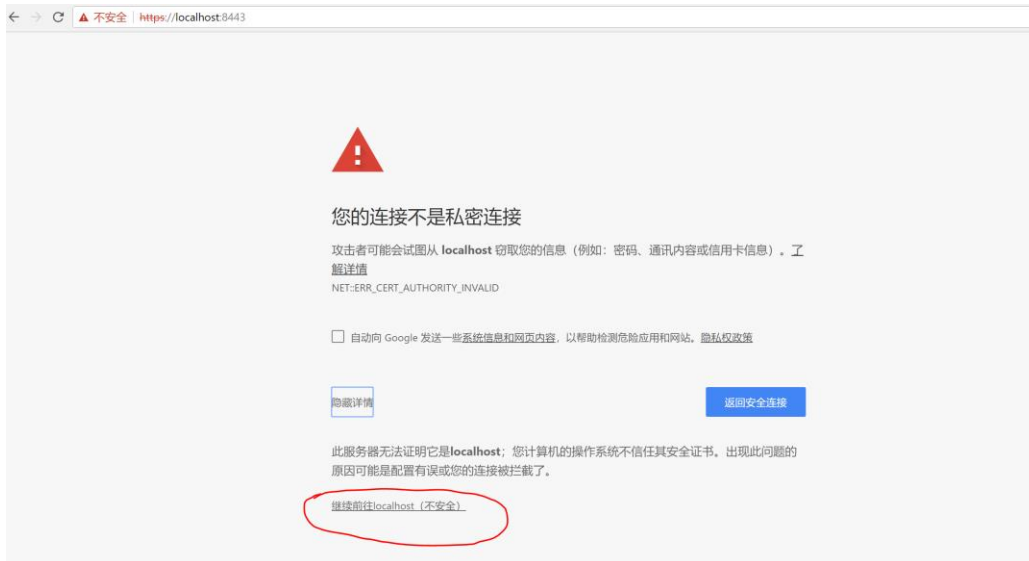 不安全 https://localhost:8443
您的连接不是私密连接
攻击者可能会试图从 localhost 窃取您的信息（例如：密码、通讯内容或信用卡信息）。了
解详情
NET::ERR_CERT_AUTHORITY_INVALID
自动向 Google 发送一些系统信息和网页内容，以帮助检测危险应用和网站。隐私权政策
隐藏详情
返回安全连接
此服务器无法证明它是localhost；您计算机的操作系统不信任其安全证书。出现此问题的
原因可能是配置有误或您的连接被拦截了。
继续前往localhost（不安全）